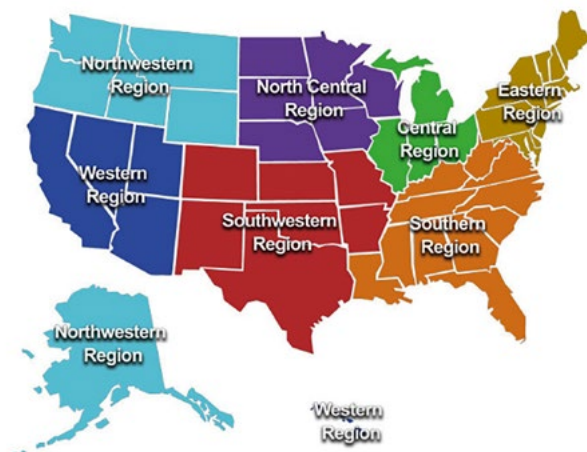 Northwestern
Region
North Central
Region
Eastern
Region
Central
Region
Western
Region
Southwestern
Region
Southern
Region
Northwestern
Region
Western
Region